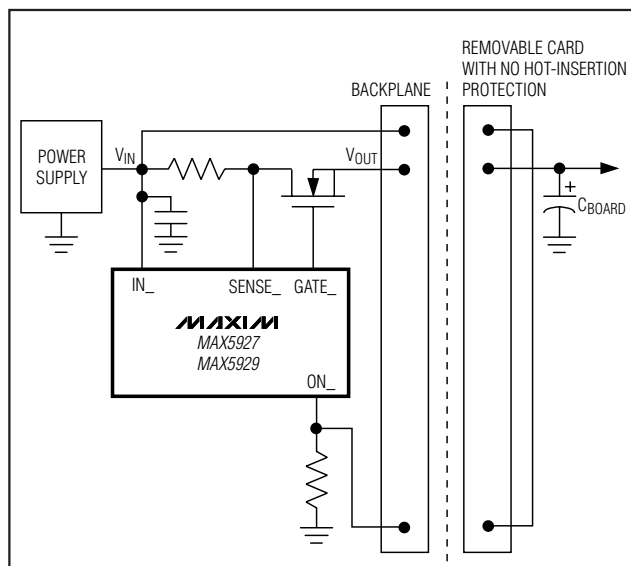 REMOVABLE CARD
WITH NO HOT-INSERTION
PROTECTION
BACKPLANE
POWER
SUPPLY
VIN
VOUT
+
CBOARD
IN_
SENSE_
GATE_
MAXIM
MAX5927
MAX5929
ON_